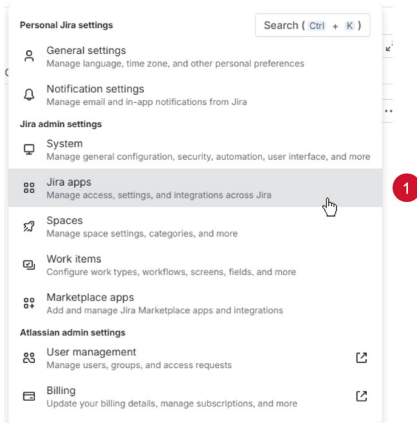 Personal Jira settings
Search ( Ctrl + K )
General settings
Manage language, time zone, and other personal preferences
Notification settings
Manage email and in-app notifications from Jira
Jira admin settings
System
Manage general configuration, security, automation, user interface, and more
Jira apps
Manage access, settings, and integrations across Jira
1
Spaces
Manage space settings, categories, and more
Work items
Configure work types, workflows, screens, fields, and more
Marketplace apps
Add and manage Jira Marketplace apps and integrations
Atlassian admin settings
User management
Manage users, groups, and access requests
Billing
Update your billing details, manage subscriptions, and more